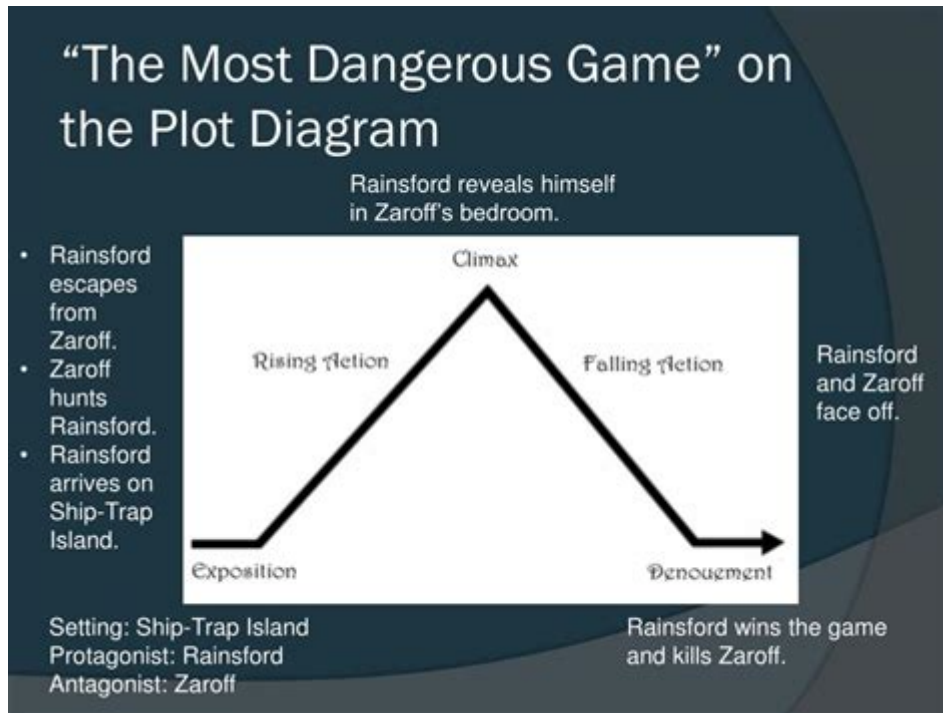 “The Most Dangerous Game” on
the Plot Diagram
Rainsford reveals himself
in Zaroff’s bedroom.
• Rainsford
escapes
from
Zaroff.
• Zaroff
hunts
Rainsford.
• Rainsford
arrives on
Ship-Trap
Island.
Climax
Rising Action
Falling Action
Exposition
Denouement
Rainsford
and Zaroff
face off.
Setting: Ship-Trap Island
Protagonist: Rainsford
Antagonist: Zaroff
Rainsford wins the game
and kills Zaroff.